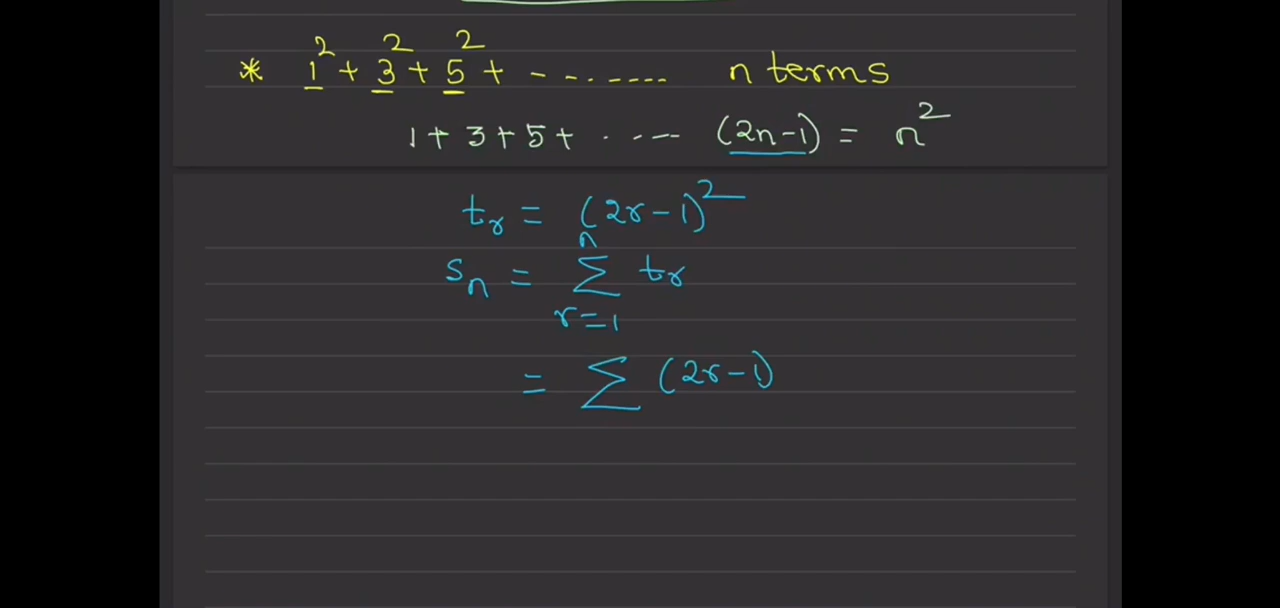 * 1² + 3² + 5² + - - . - - - - . . n terms
1 + 3 + 5 + . . - - - (2n-1) = n²
tᵣ = (2r-1)²
Sₙ = n∑r=1 tᵣ
= ∑ (2r-1)